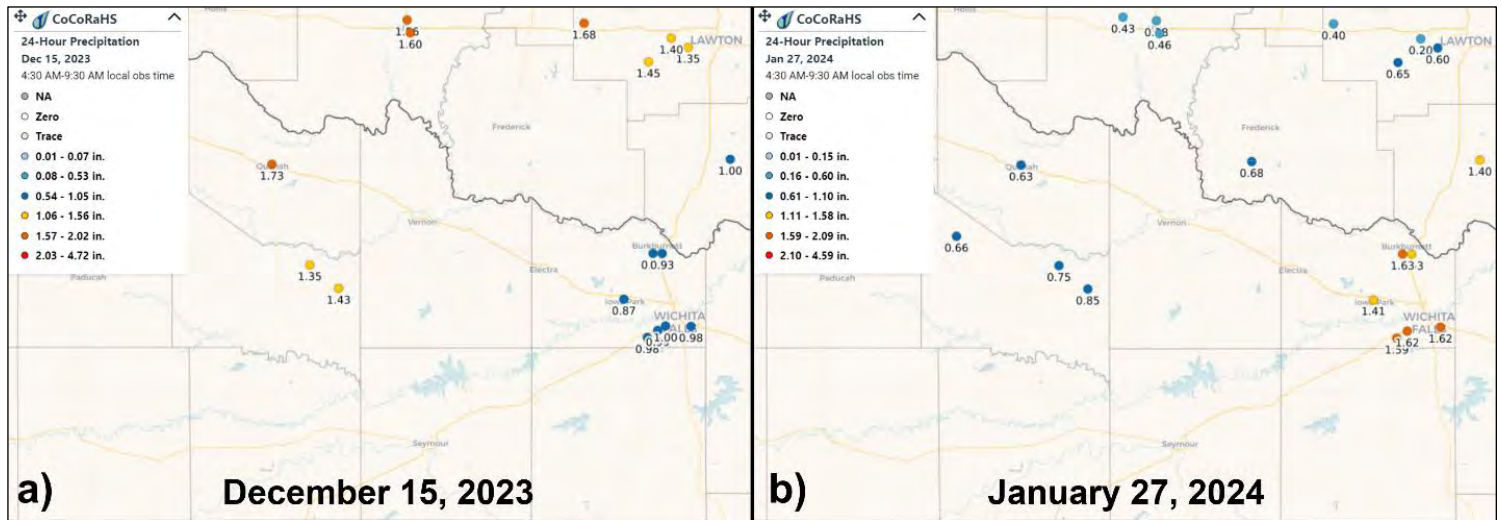 CoCoRaHS
24-Hour Precipitation
Dec 15, 2023
4:30 AM-9:30 AM local obs time
NA
Zero
Trace
0.01 - 0.07 in.
0.08 - 0.53 in.
0.54 - 1.05 in.
1.06 - 1.56 in.
1.57 - 2.02 in.
2.03 - 4.72 in.
1.60
1.68
LAWTON
1.40
1.35
1.45
Frederick
1.00
1.73
Vernon
Burkburnett
0.93
1.35
Electra
Paducah
1.43
0.87
WICHITA
1.00
0.98
0.98
Seymour
a)
December 15, 2023
CoCoRaHS
24-Hour Precipitation
Jan 27, 2024
4:30 AM-9:30 AM local obs time
NA
Zero
Trace
0.01 - 0.15 in.
0.16 - 0.60 in.
0.61 - 1.10 in.
1.11 - 1.58 in.
1.59 - 2.09 in.
2.10 - 4.59 in.
0.43
0.46
0.40
0.20
LAWTON
0.60
0.65
Frederick
0.68
1.40
Quanah
0.63
Vernon
0.66
Burkburnett
1.63
0.75
Electra
Paducah
0.85
1.41
WICHITA
FALLS
1.62
1.62
1.59
Seymour
b)
January 27, 2024